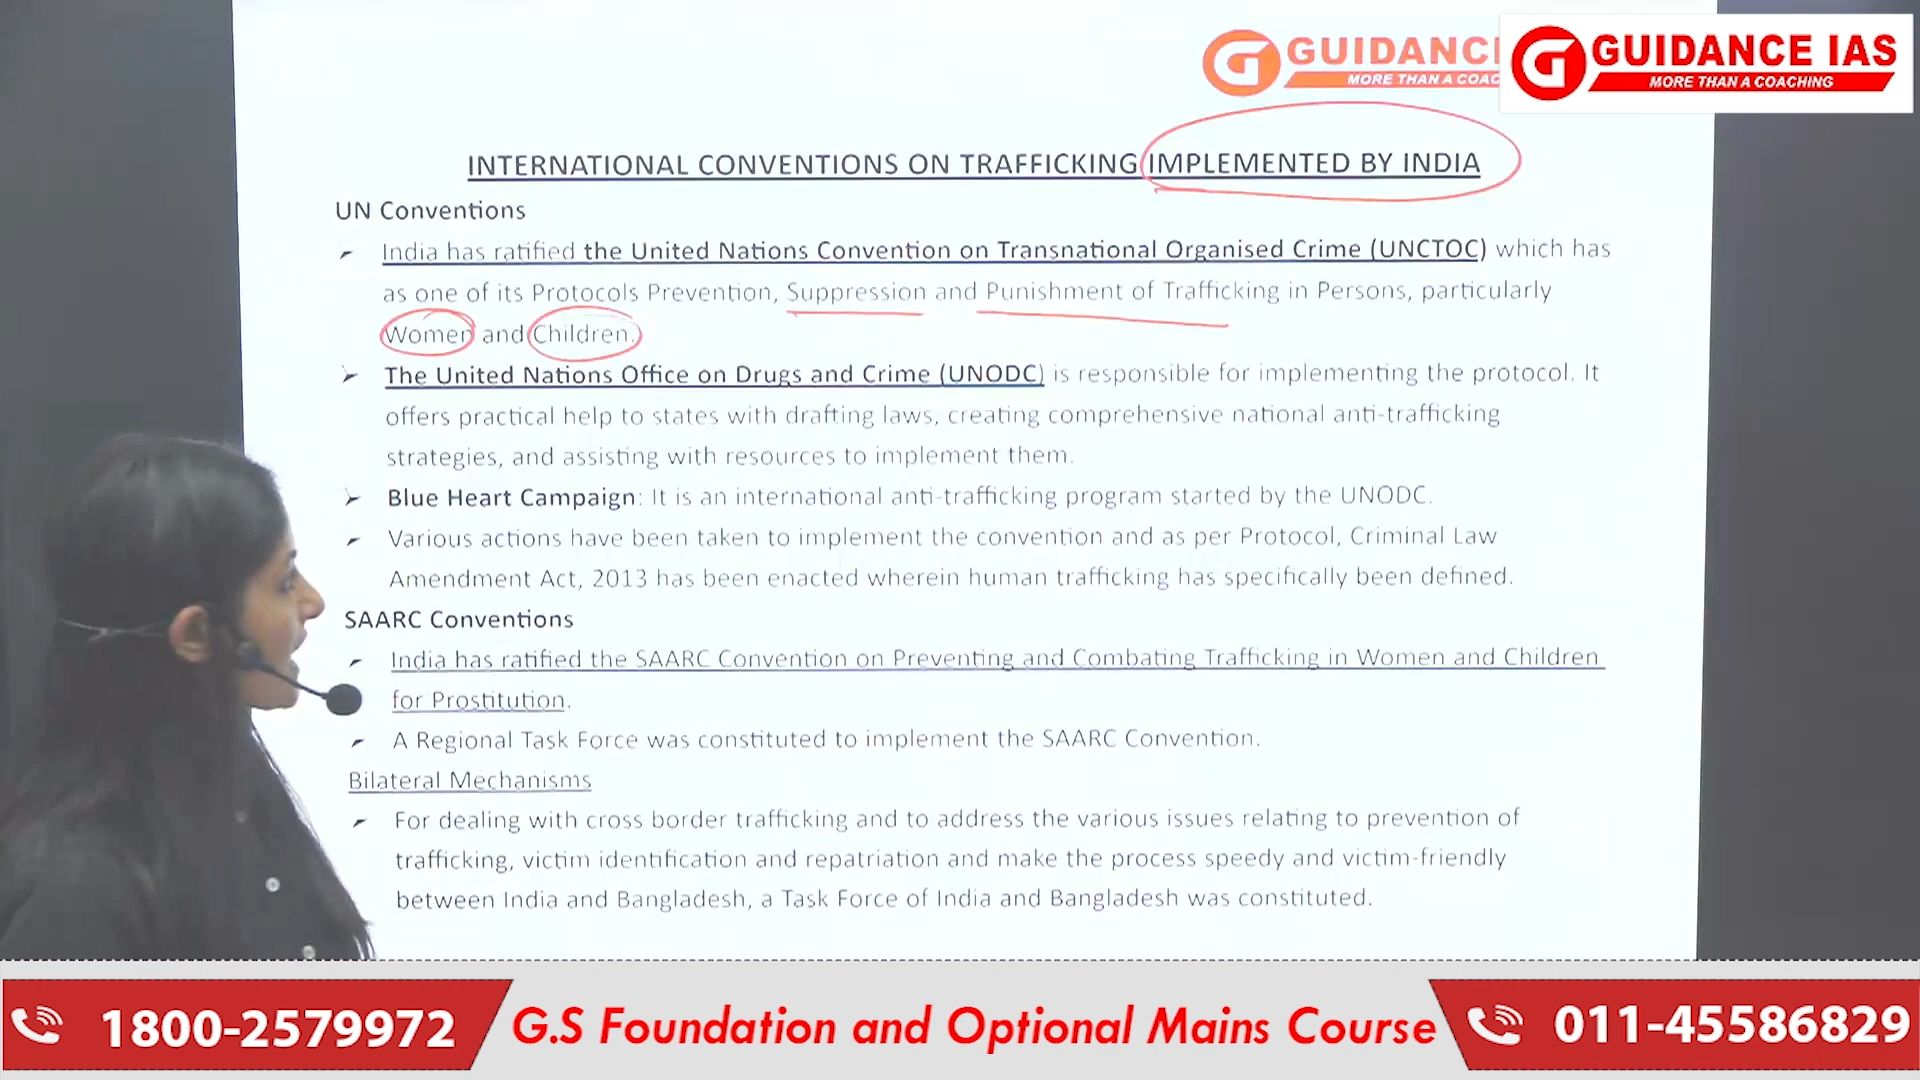 GUIDANCE
MORE THAN A COAC
GUIDANCE IAS
MORE THAN A COACHING
INTERNATIONAL CONVENTIONS ON TRAFFICKING IMPLEMENTED BY INDIA
UN Conventions
India has ratified the United Nations Convention on Transnational Organised Crime (UNCTOC) which has
as one of its Protocols Prevention, Suppression and Punishment of Trafficking in Persons, particularly
Women and Children.
The United Nations Office on Drugs and Crime (UNODC) is responsible for implementing the protocol. It
offers practical help to states with drafting laws, creating comprehensive national anti-trafficking
strategies, and assisting with resources to implement them.
Blue Heart Campaign: It is an international anti-trafficking program started by the UNODC.
Various actions have been taken to implement the convention and as per Protocol, Criminal Law
Amendment Act, 2013 has been enacted wherein human trafficking has specifically been defined.
SAARC Conventions
India has ratified the SAARC Convention on Preventing and Combating Trafficking in Women and Children
for Prostitution.
A Regional Task Force was constituted to implement the SAARC Convention.
Bilateral Mechanisms
For dealing with cross border trafficking and to address the various issues relating to prevention of
trafficking, victim identification and repatriation and make the process speedy and victim-friendly
between India and Bangladesh, a Task Force of India and Bangladesh was constituted.
1800-2579972
G.S Foundation and Optional Mains Course
011-45586829